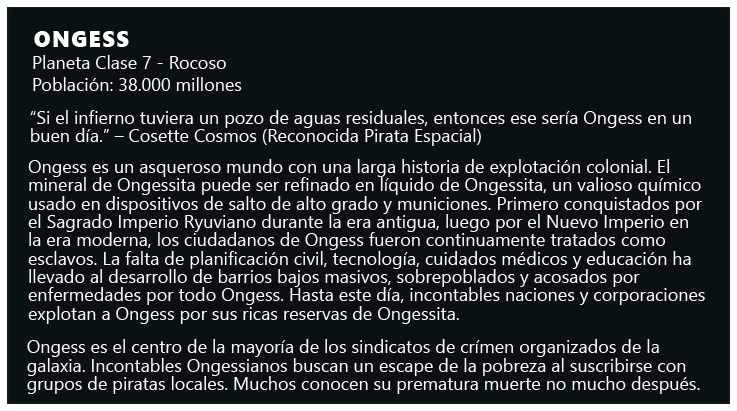 ONGESS
Planeta Clase 7 - Rocoso
Población: 38.000 millones
“Si el infierno tuviera un pozo de aguas residuales, entonces ese sería Ongess en un
buen día.” – Cosette Cosmos (Reconocida Pirata Espacial)
Ongess es un asqueroso mundo con una larga historia de explotación colonial. El
mineral de Ongessita puede ser refinado en líquido de Ongessita, un valioso químico
usado en dispositivos de salto de alto grado y municiones. Primero conquistados por
el Sagrado Imperio Ryuviano durante la era antigua, luego por el Nuevo Imperio en
la era moderna, los ciudadanos de Ongess fueron continuamente tratados como
esclavos. La falta de planificación civil, tecnología, cuidados médicos y educación ha
llevado al desarrollo de barrios bajos masivos, sobrepoblados y acosados por
enfermedades por todo Ongess. Hasta este día, incontables naciones y corporaciones
explotan a Ongess por sus ricas reservas de Ongessita.
Ongess es el centro de la mayoría de los sindicatos de crímen organizados de la
galaxia. Incontables Ongessianos buscan un escape de la pobreza al suscribirse con
grupos de piratas locales. Muchos conocen su prematura muerte no mucho después.